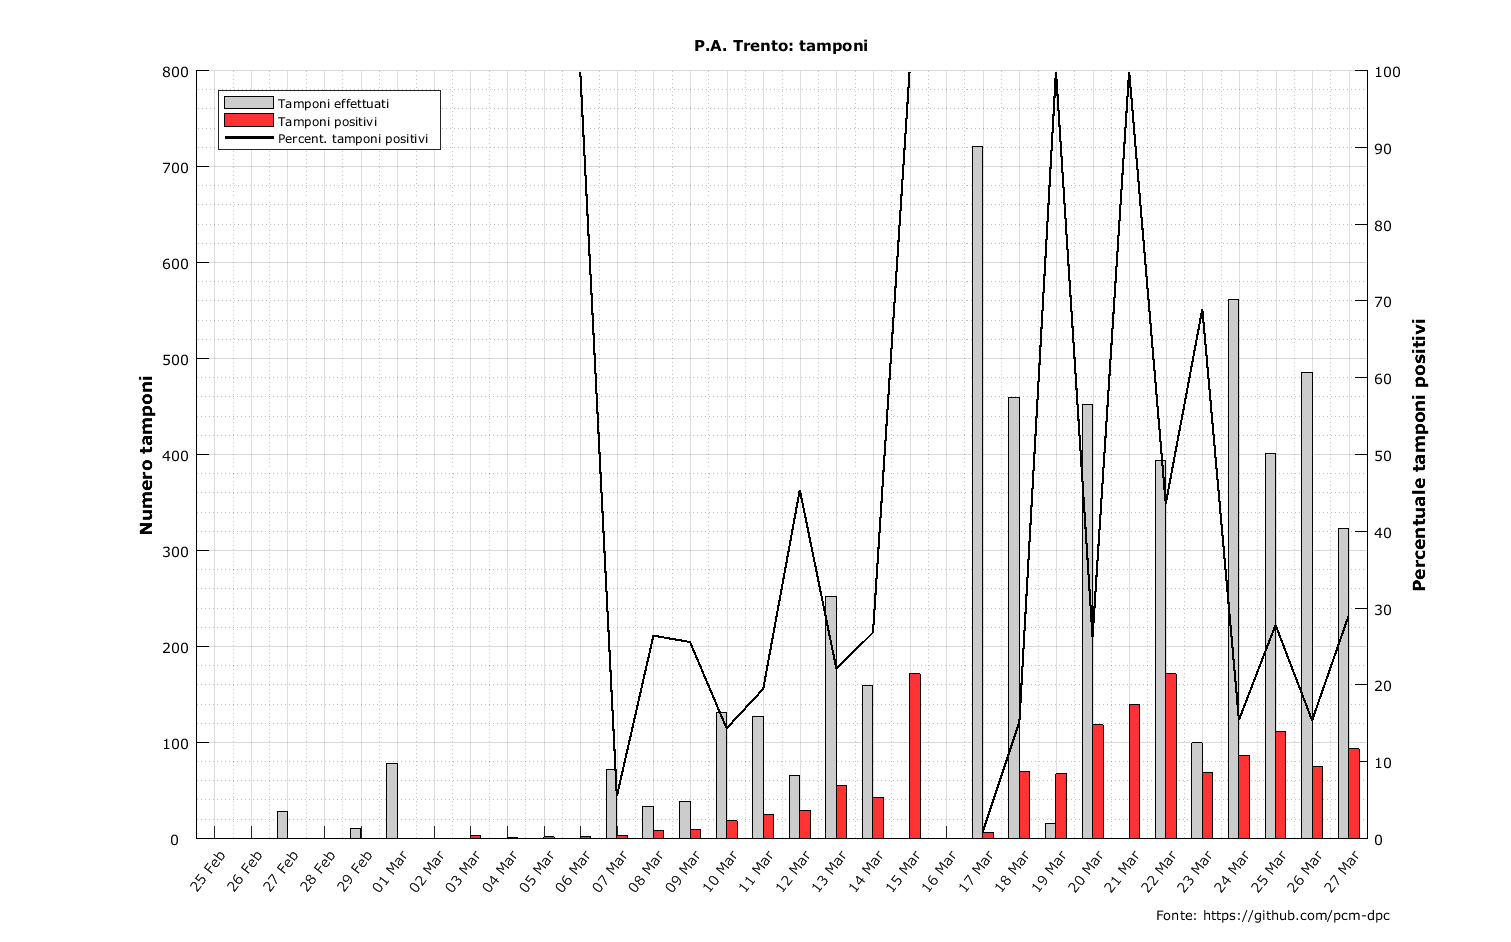 P.A. Trento: tamponi
Tamponi effettuati
Tamponi positivi
Percent. tamponi positivi
Numero tamponi
800
700
600
500
400
300
200
100
0
100
90
80
70
60
50
40
30
20
10
0
Percentuale tamponi positivi
25 Feb
26 Feb
27 Feb
28 Feb
29 Feb
01 Mar
02 Mar
03 Mar
04 Mar
05 Mar
06 Mar
07 Mar
08 Mar
09 Mar
10 Mar
11 Mar
12 Mar
13 Mar
14 Mar
15 Mar
16 Mar
17 Mar
18 Mar
19 Mar
20 Mar
21 Mar
22 Mar
23 Mar
24 Mar
25 Mar
26 Mar
27 Mar
Fonte: https://github.com/pcm-dpc